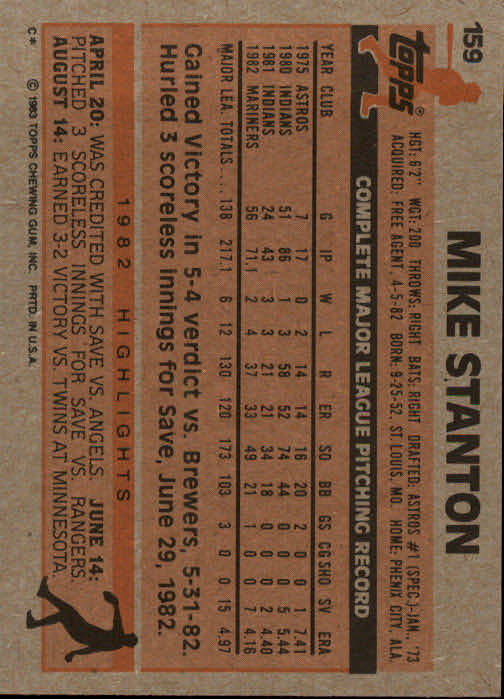 159
MIKE STANTON
topps®
HGT: 6'2" WGT: 200 THROWS: RIGHT BATS: RIGHT DRAFTED: ASTROS #1 (SPEC.)-JAN., '73
ACQUIRED: FREE AGENT, 4-5-82 BORN: 9-25-52, ST. LOUIS, MO. HOME: PHENIX CITY, ALA.
COMPLETE MAJOR LEAGUE PITCHING RECORD
YEAR CLUB G IP W L R ER SO BB GS CG SHO SV ERA
1975 ASTROS 7 17 0 2 14 14 16 20 2 0 0 1 7.41
1980 INDIANS 51 86 1 3 58 52 74 44 0 0 0 5 5.44
1981 INDIANS 24 43 3 3 21 21 34 18 0 0 0 2 4.40
1982 MARINERS 56 71.1 2 4 37 33 49 21 1 0 0 7 4.16
MAJOR LEA. TOTALS.... 138 217.1 6 12 130 120 173 103 3 0 0 15 4.97
Gained Victory in 5-4 verdict vs. Brewers, 5-31-82.
Hurled 3 scoreless innings for Save, June 29, 1982.
1982 HIGHLIGHTS
APRIL 20: WAS CREDITED WITH SAVE VS. ANGELS. JUNE 14:
PITCHED 3 SCORELESS INNINGS FOR SAVE VS. RANGERS.
AUGUST 14: EARNED 3-2 VICTORY VS. TWINS AT MINNESOTA.
C* © 1983 TOPPS CHEWING GUM, INC. PRTD. IN U.S.A.